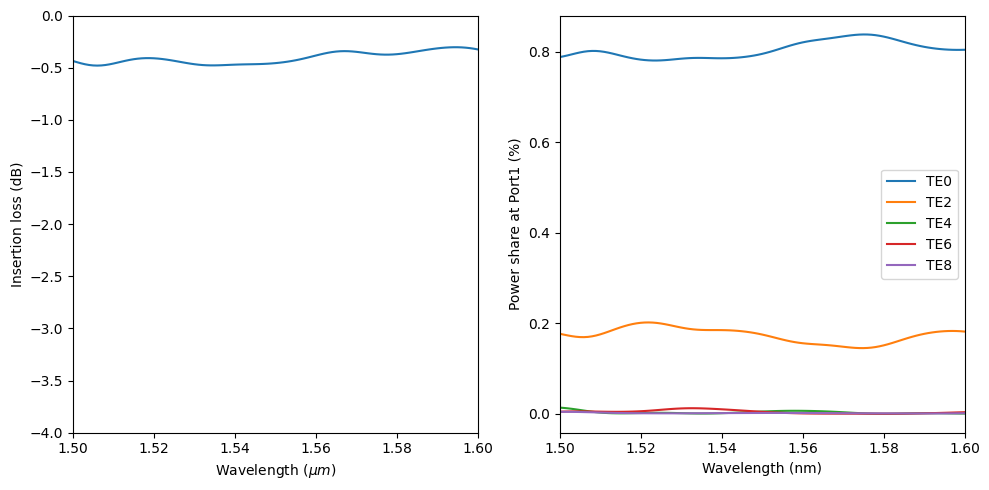 Insertion loss (dB)
0.0
−0.5
−1.0
−1.5
−2.0
−2.5
−3.0
−3.5
−4.0
1.50 1.52 1.54 1.56 1.58 1.60
Wavelength (μm)
Power share at Port1 (%)
0.8
0.6
0.4
0.2
0.0
TE0
TE2
TE4
TE6
TE8
1.50 1.52 1.54 1.56 1.58 1.60
Wavelength (nm)